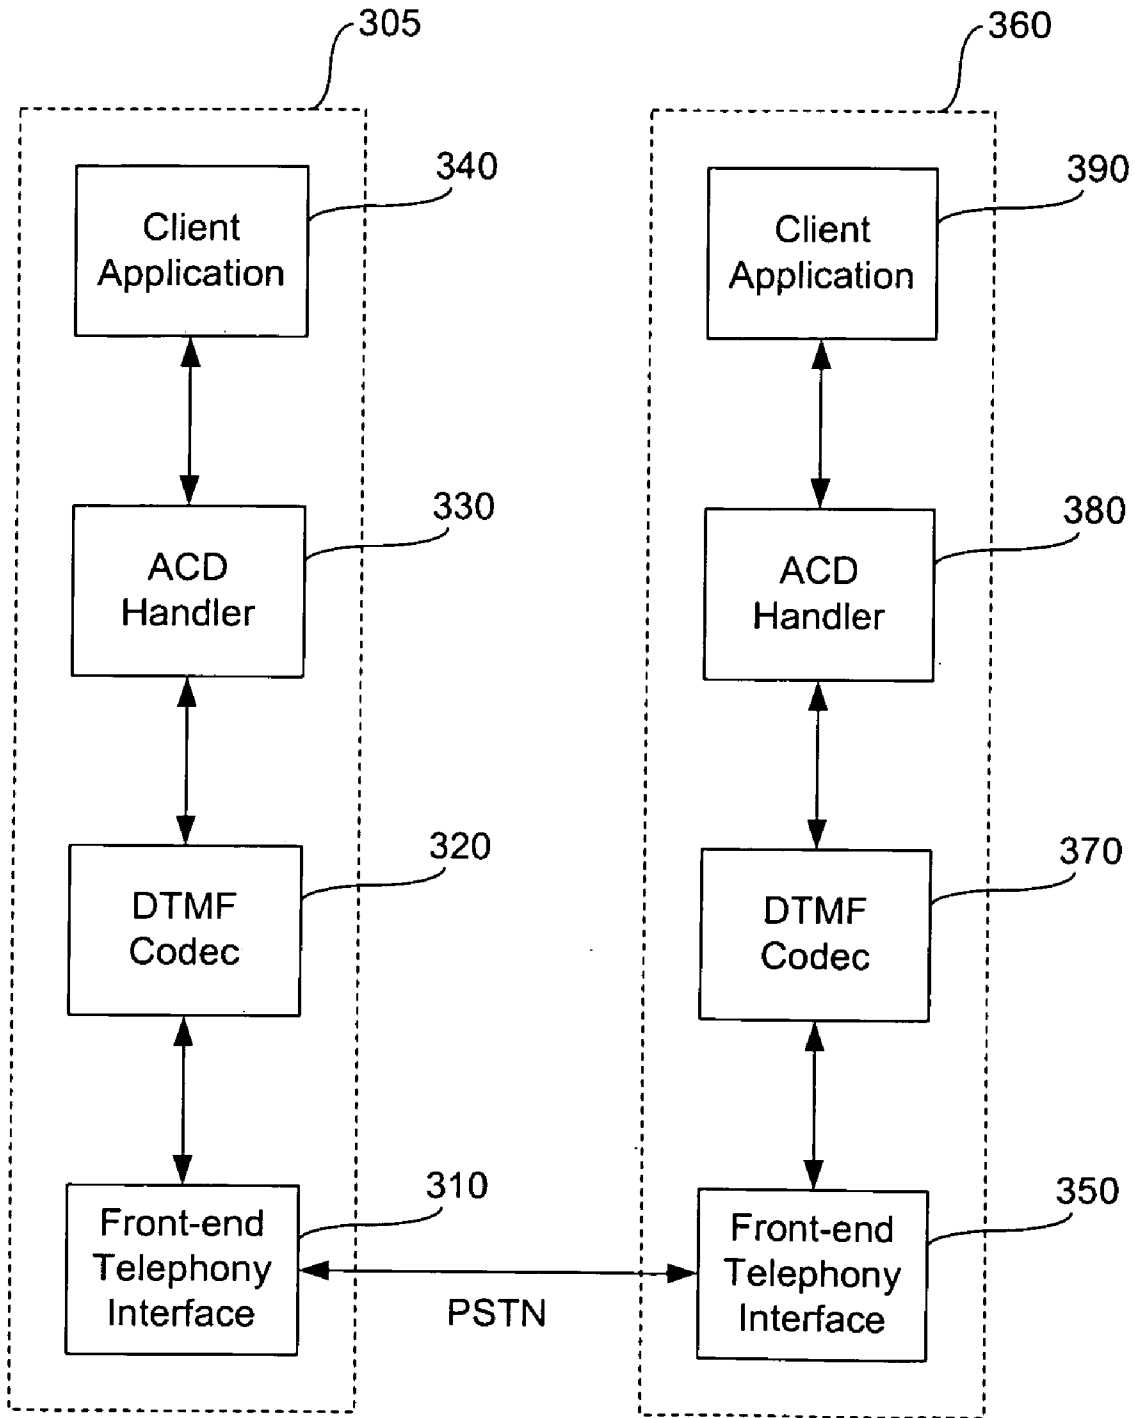 305
360
340
Client
Application
390
Client
Application
330
ACD
Handler
380
ACD
Handler
320
DTMF
Codec
370
DTMF
Codec
310
Front-end
Telephony
Interface
PSTN
350
Front-end
Telephony
Interface